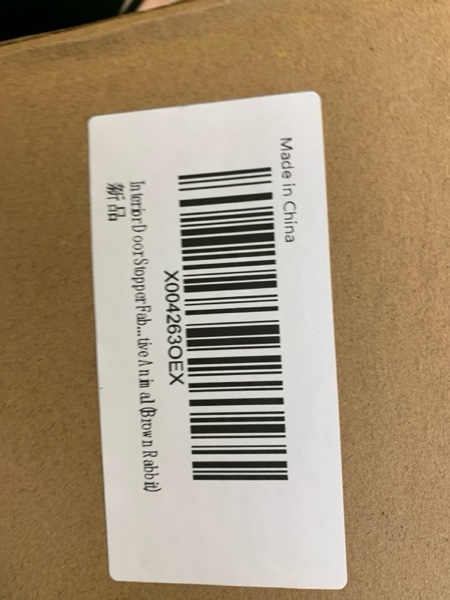 Made in China
X004263OEX
Interior Door Stopper Fab...tive Animal (Brown Rabbit)
新品